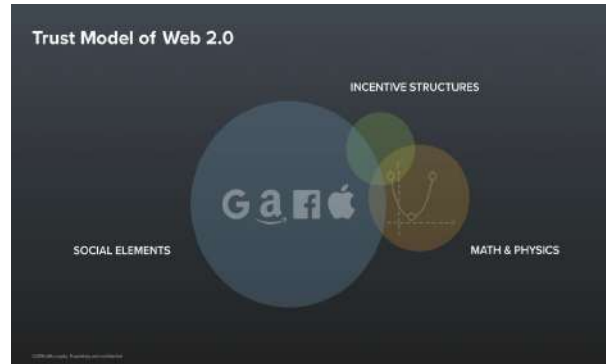 Trust Model of Web 2.0
INCENTIVE STRUCTURES
G a f
SOCIAL ELEMENTS
MATH & PHYSICS